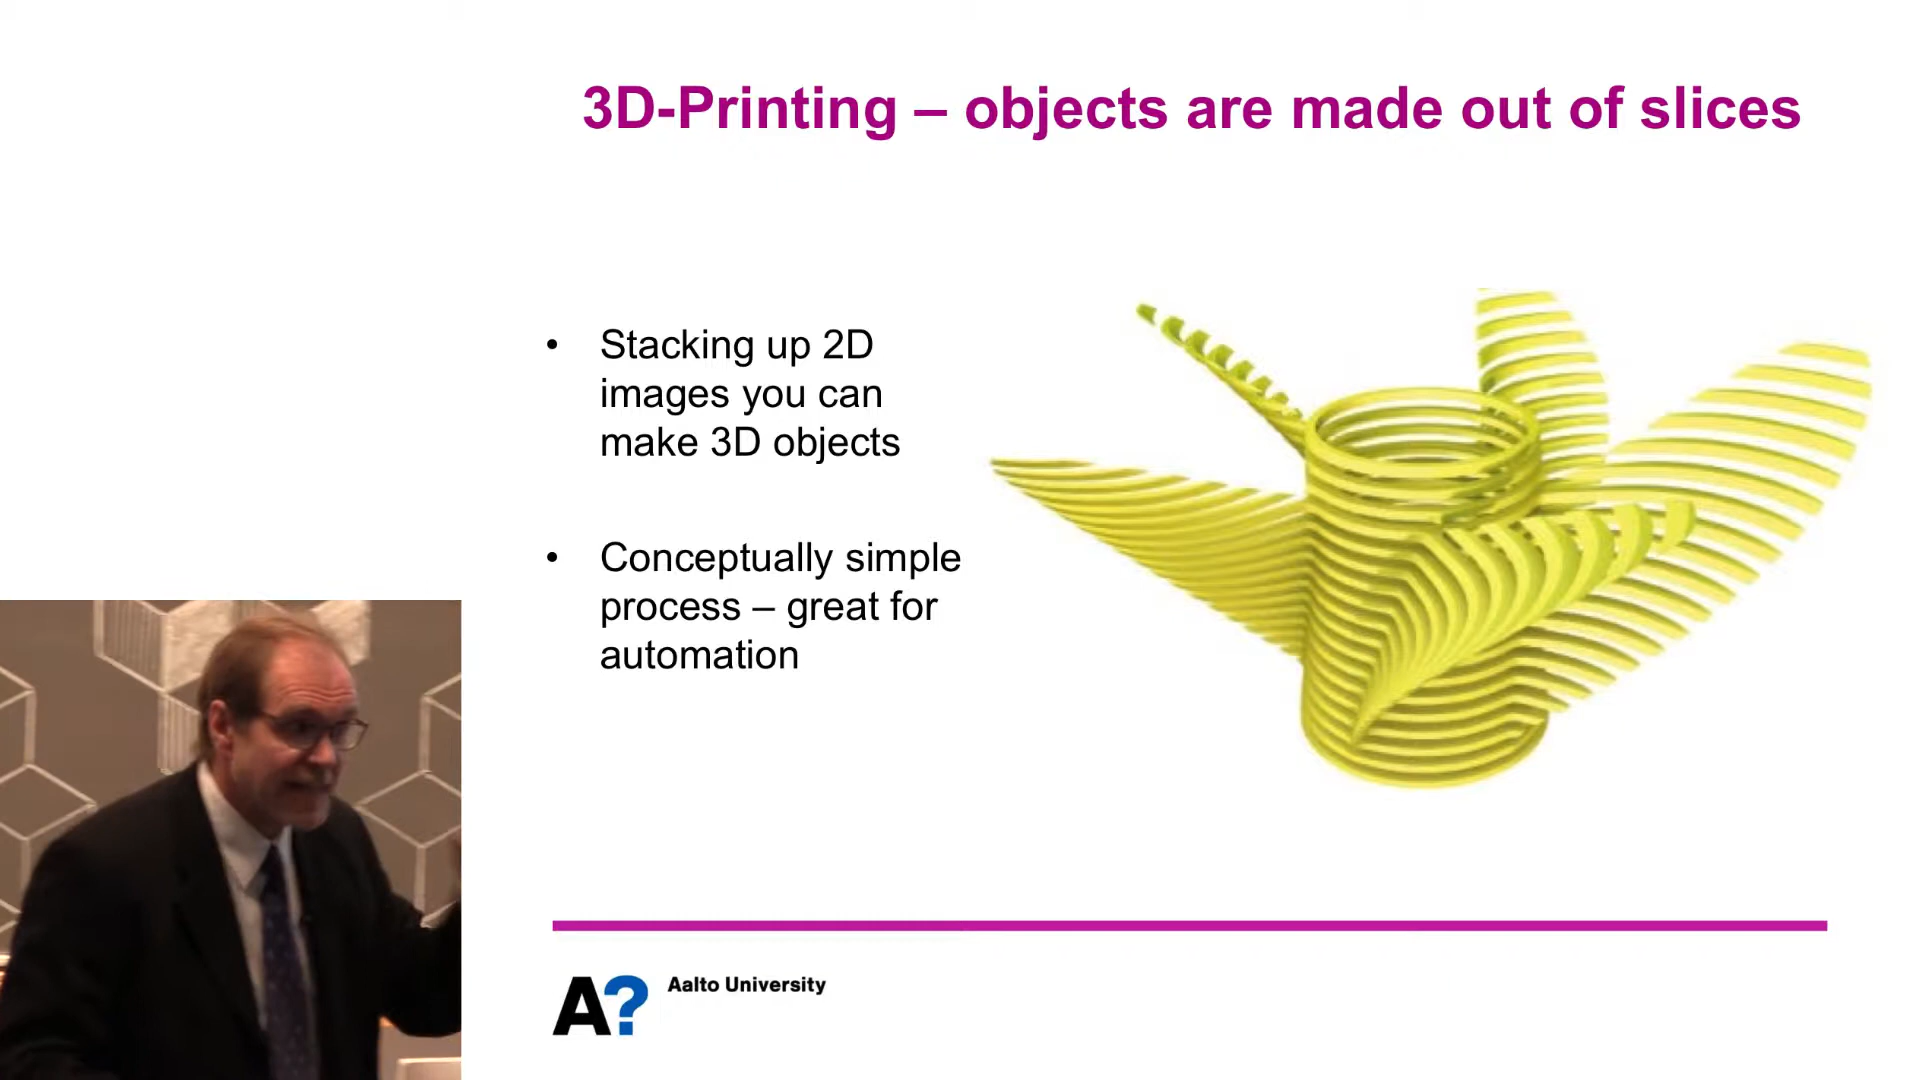 3D-Printing – objects are made out of slices
• Stacking up 2D
images you can
make 3D objects
• Conceptually simple
process – great for
automation
A? Aalto University